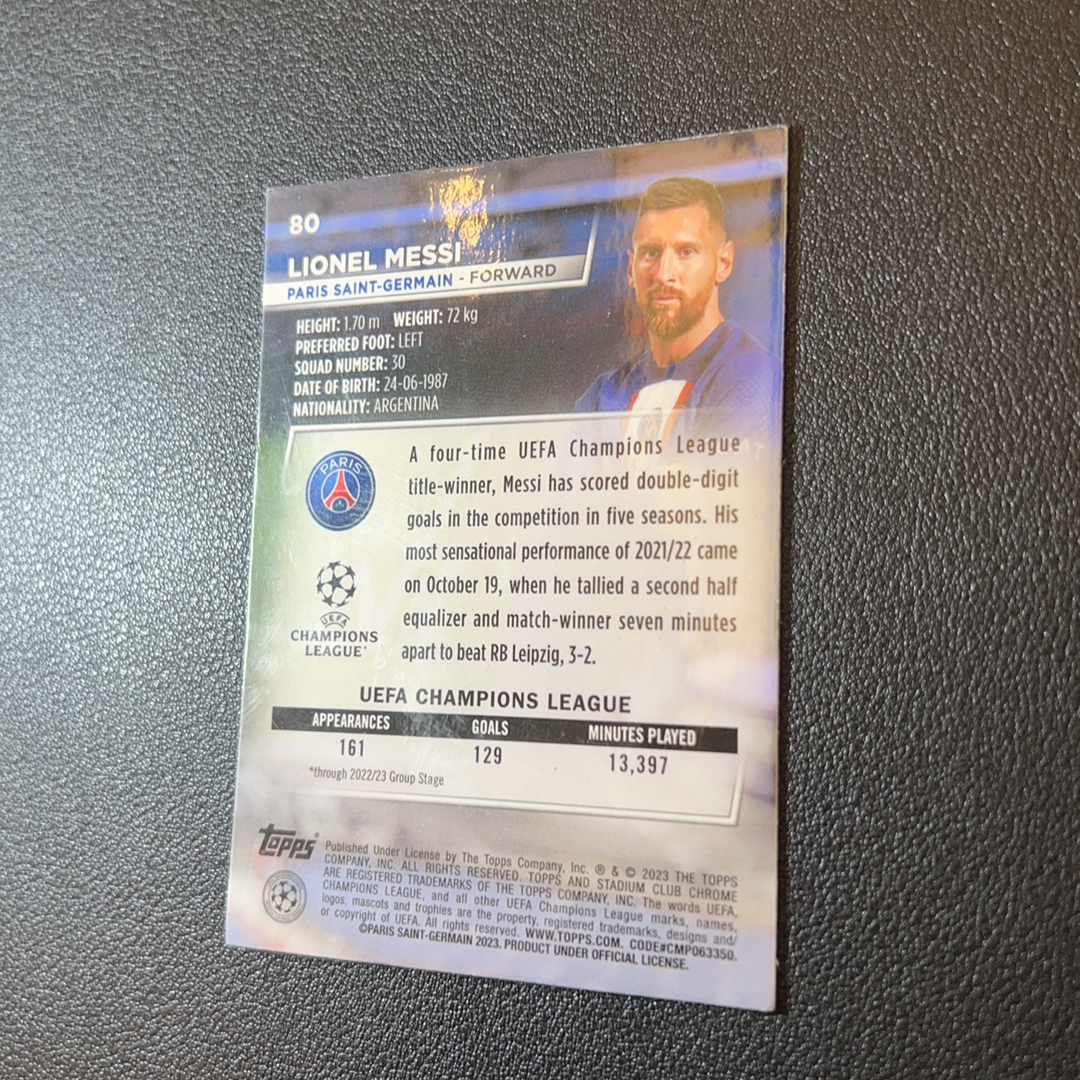 80
LIONEL MESSI
PARIS SAINT-GERMAIN - FORWARD
HEIGHT: 1.70 m WEIGHT: 72 kg
PREFERRED FOOT: LEFT
SQUAD NUMBER: 30
DATE OF BIRTH: 24-06-1987
NATIONALITY: ARGENTINA
PARIS
A four-time UEFA Champions League
title-winner, Messi has scored double-digit
goals in the competition in five seasons. His
most sensational performance of 2021/22 came
on October 19, when he tallied a second half
equalizer and match-winner seven minutes
apart to beat RB Leipzig, 3-2.
UEFA
CHAMPIONS
LEAGUE®
UEFA CHAMPIONS LEAGUE
APPEARANCES GOALS MINUTES PLAYED
161 129 13,397
*through 2022/23 Group Stage
Topps®
Published Under License by The Topps Company, Inc. ® & © 2023 THE TOPPS
COMPANY, INC. ALL RIGHTS RESERVED. TOPPS AND STADIUM CLUB CHROME
ARE REGISTERED TRADEMARKS OF THE TOPPS COMPANY, INC. The words UEFA,
CHAMPIONS LEAGUE, and all other UEFA Champions League marks, names,
logos, mascots and trophies are the property, registered trademarks, designs and/
or copyright of UEFA. All rights reserved. WWW.TOPPS.COM. CODE#CMP063350.
©PARIS SAINT-GERMAIN 2023. PRODUCT UNDER OFFICIAL LICENSE.